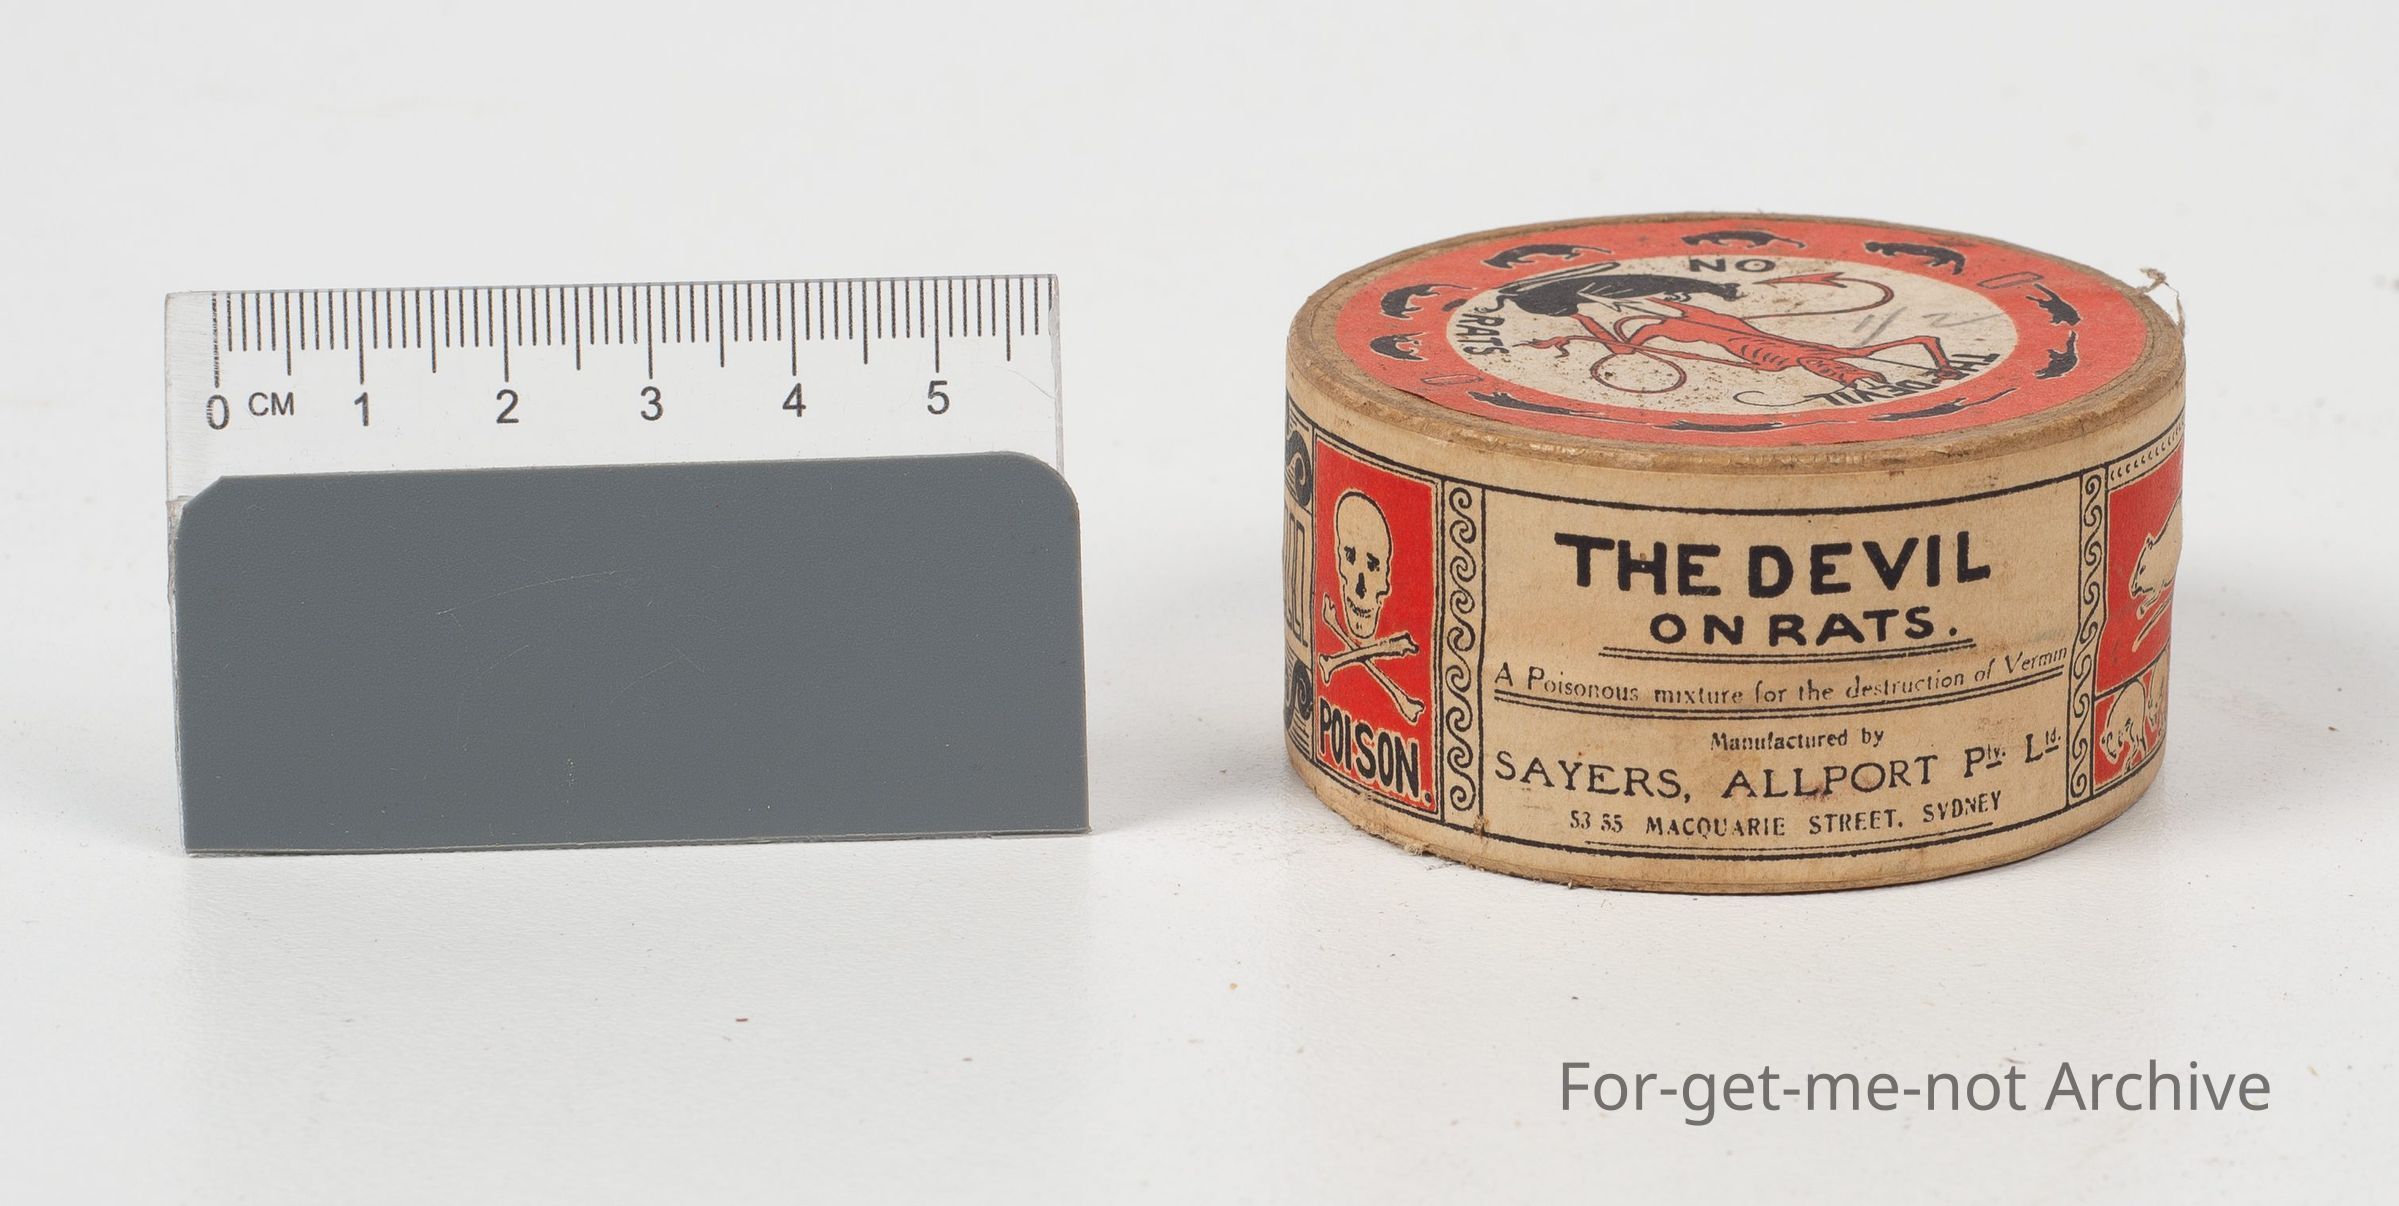 0 CM 1 2 3 4 5
NO
RATS
THE DEVIL
1/2
POISON.
THE DEVIL
ON RATS.
A Poisonous mixture for the destruction of Vermin
Manufactured by
SAYERS, ALLPORT Pty. Ltd.
53 55 MACQUARIE STREET, SYDNEY
For-get-me-not Archive